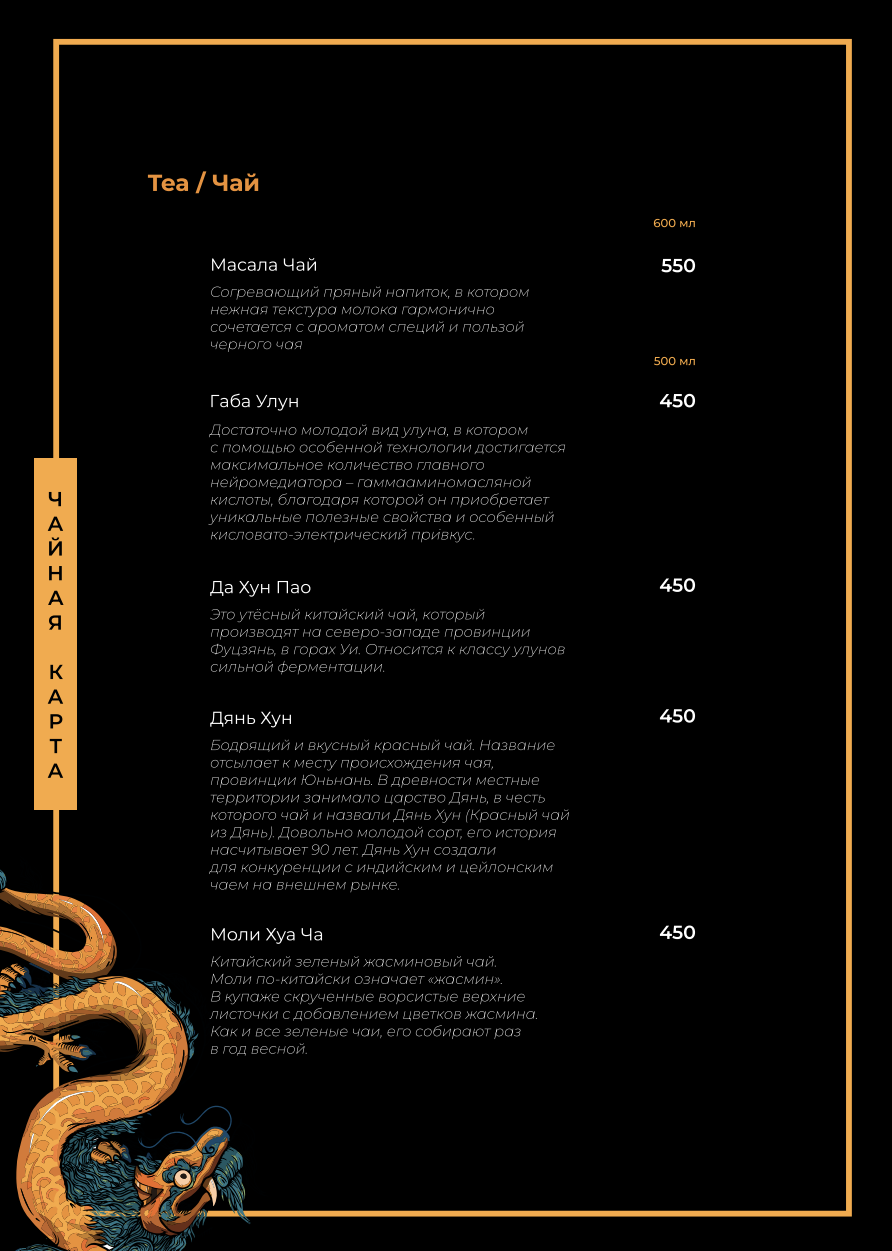 Tea / Чай
600 мл
Масала Чай 550
Согревающий пряный напиток, в котором
нежная текстура молока гармонично
сочетается с ароматом специй и пользой
черного чая
500 мл
Габа Улун 450
Достаточно молодой вид улуна, в котором
с помощью особенной технологии достигается
максимальное количество главного
нейромедиатора – гаммааминомасляной
кислоты, благодаря которой он приобретает
уникальные полезные свойства и особенный
кисловато-электрический привкус.
Да Хун Пао 450
Это утёсный китайский чай, который
производят на северо-западе провинции
Фуцзянь, в горах Уи. Относится к классу улунов
сильной ферментации.
Дянь Хун 450
Бодрящий и вкусный красный чай. Название
отсылает к месту происхождения чая,
провинции Юньнань. В древности местные
территории занимало царство Дянь, в честь
которого чай и назвали Дянь Хун (Красный чай
из Дянь). Довольно молодой сорт, его история
насчитывает 90 лет. Дянь Хун создали
для конкуренции с индийским и цейлонским
чаем на внешнем рынке.
Моли Хуа Ча 450
Китайский зеленый жасминовый чай.
Моли по-китайски означает «жасмин».
В купаже скрученные ворсистые верхние
листочки с добавлением цветков жасмина.
Как и все зеленые чаи, его собирают раз
в год весной.
ЧАЙНАЯ КАРТА